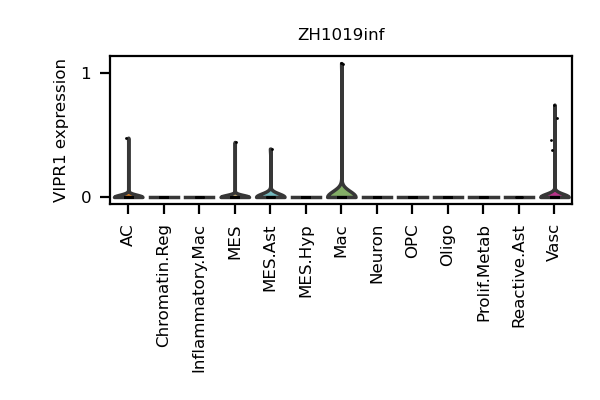 ZH1019inf
VIPR1 expression
1
0
AC
Chromatin.Reg
Inflammatory.Mac
MES
MES.Ast
MES.Hyp
Mac
Neuron
OPC
Oligo
Prolif.Metab
Reactive.Ast
Vasc